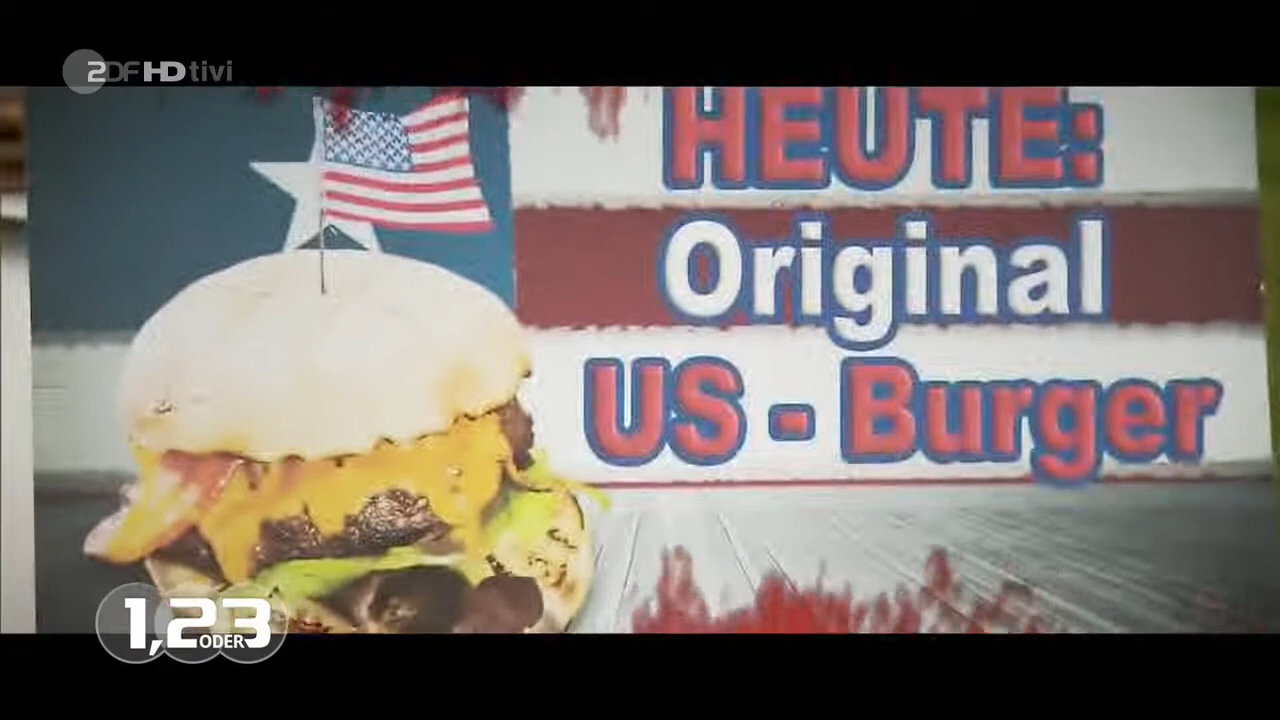 ZDF HD tivi
HEUTE:
Original
US - Burger
1, 2 ODER 3